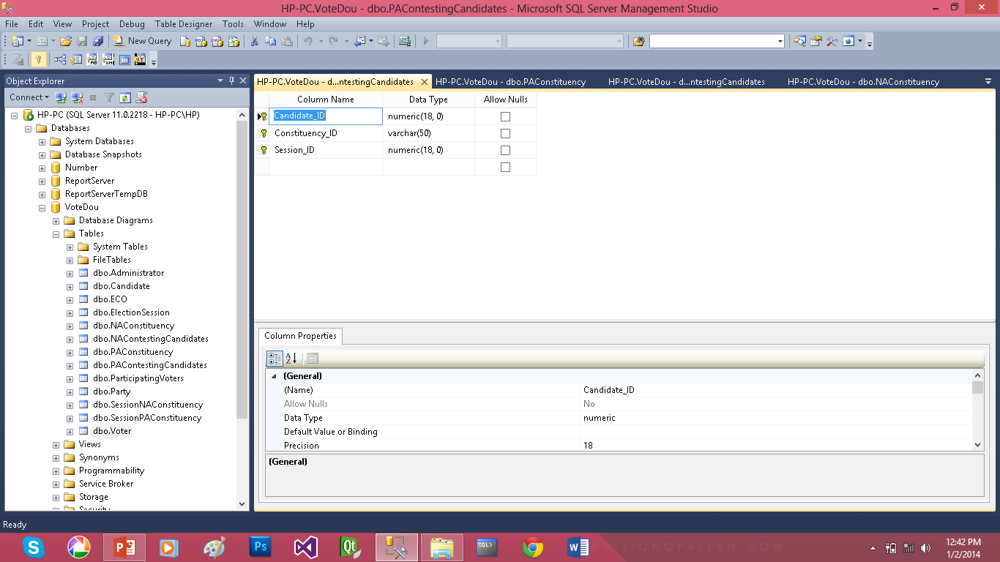 HP-PC.VoteDou - dbo.PAContestingCandidates - Microsoft SQL Server Management Studio
File Edit View Project Debug Table Designer Tools Window Help
New Query
Object Explorer
Connect
HP-PC (SQL Server 11.0.2218 - HP-PC\HP)
Databases
System Databases
Database Snapshots
Number
ReportServer
ReportServerTempDB
VoteDou
Database Diagrams
Tables
System Tables
FileTables
dbo.Administrator
dbo.Candidate
dbo.ECO
dbo.ElectionSession
dbo.NAConstituency
dbo.NAContestingCandidates
dbo.PAConstituency
dbo.PAContestingCandidates
dbo.ParticipatingVoters
dbo.Party
dbo.SessionNAConstituency
dbo.SessionPAConstituency
dbo.Voter
Views
Synonyms
Programmability
Service Broker
Storage
Security
HP-PC.VoteDou - d...ntestingCandidates HP-PC.VoteDou - dbo.PAConstituency HP-PC.VoteDou - d...ntestingCandidates HP-PC.VoteDou - dbo.NAConstituency
Column Name Data Type Allow Nulls
Candidate_ID numeric(18, 0)
Constituency_ID varchar(50)
Session_ID numeric(18, 0)
Column Properties
(General)
(Name) Candidate_ID
Allow Nulls No
Data Type numeric
Default Value or Binding
Precision 18
(General)
Ready
12:42 PM
1/2/2014